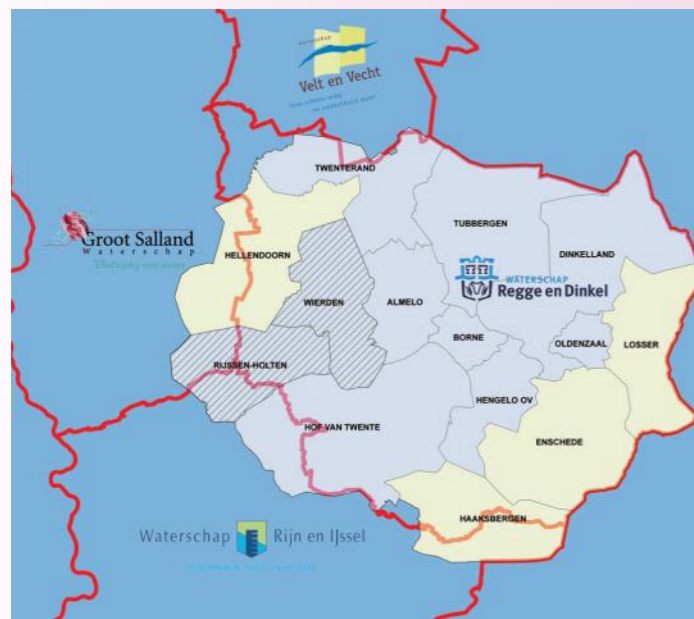 waterschap
Velt en Vecht
TWENTERAND
TUBBERGEN
Groot Salland
Waterschap
HELLENDOORN
DINKELLAND
WATERSCHAP
Regge en Dinkel
WIERDEN
ALMELO
BORNE
OLDENZAAL
LOSSER
RIJSSEN-HOLTEN
HENGELO OV
HOF VAN TWENTE
ENSCHEDE
HAAKSBERGEN
Waterschap Rijn en IJssel